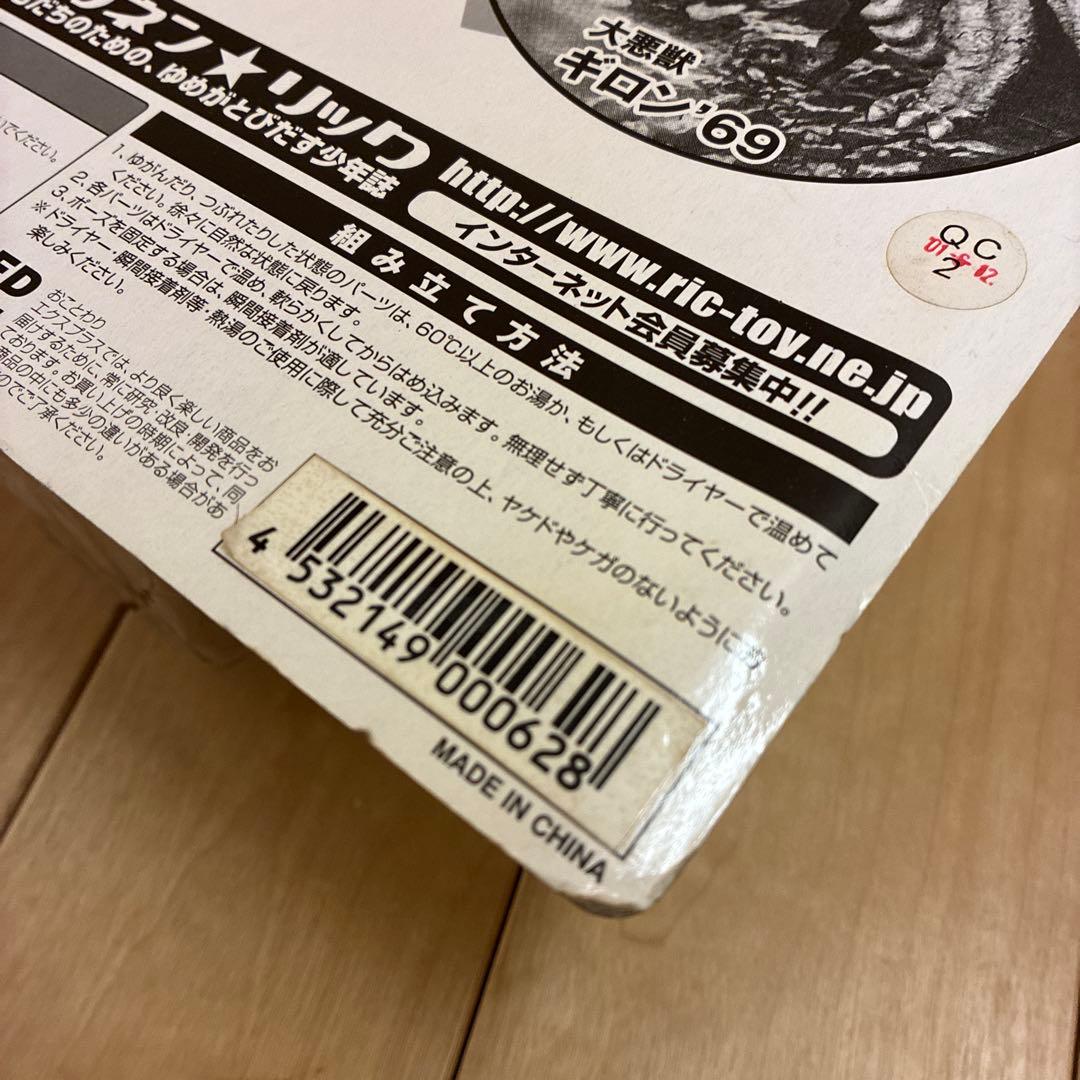 大悪獣
ギロン'69
ネン★リック
だちのための、ゆめがとびだす少年誌
http://www.ric-toy.ne.jp
インターネット会員募集中!!
QC
2
組み立て方法
1、ゆがんだり、つぶれたりした状態のパーツは、60℃以上のお湯か、もしくはドライヤーで温めて
ください。徐々に自然な状態に戻ります。
2、各パーツはドライヤーで温め、軟らかくしてからはめ込みます。無理せず丁寧に行ってください。
3、ポーズを固定する場合は、瞬間接着剤が適しています。
※ドライヤー・瞬間接着剤等・熱湯のご使用に際して充分ご注意の上、ヤケドやケガのないようにお
楽しみください。
でください。
ED
おことわり
エクスプラスでは、より良く楽しい商品をお
届けするために、常に研究、改良、開発を行っ
ております。お買い上げの時期によって、同
商品の中にも多少の違いがある場合があ
のでご了承ください。
4 532149 000628
MADE IN CHINA